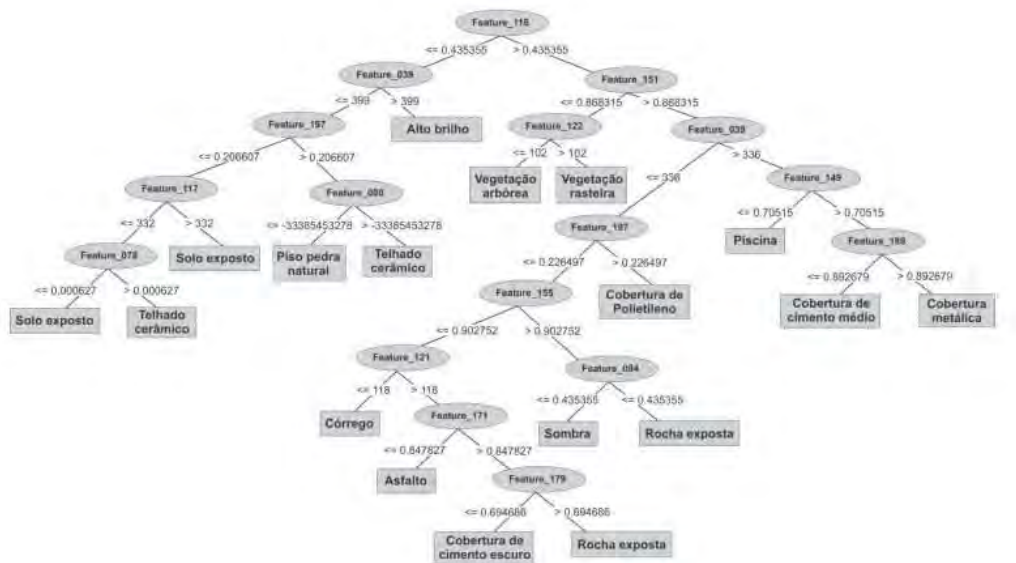 Feature_116
<= 0.435355
> 0.435355
Feature_039
Feature_151
<= 399
> 399
<= 0.868315
> 0.868315
Feature_197
Alto brilho
Feature_122
Feature_039
<= 0.206607
> 0.206607
<= 102
> 102
> 336
Feature_117
Feature_080
Vegetação
arbórea
Vegetação
rasteira
<= 336
Feature_149
<= 332
> 332
<= -33385453278
> -33385453278
<= 0.70515
> 0.70515
Feature_078
Solo exposto
Piso pedra
natural
Telhado
cerâmico
Feature_197
Piscina
Feature_189
<= 0.000627
> 0.000627
<= 0.226497
> 0.226497
<= 0.892679
> 0.892679
Solo exposto
Telhado
cerâmico
Feature_155
Cobertura de
Polietileno
Cobertura de
cimento médio
Cobertura
metálica
<= 0.902752
> 0.902752
Feature_121
Feature_094
<= 118
> 116
<= 0.435355
<= 0.435355
Córrego
Feature_171
Sombra
Rocha exposta
<= 0.847827
> 0.847827
Asfalto
Feature_179
<= 0.694686
> 0.694686
Cobertura de
cimento escuro
Rocha exposta